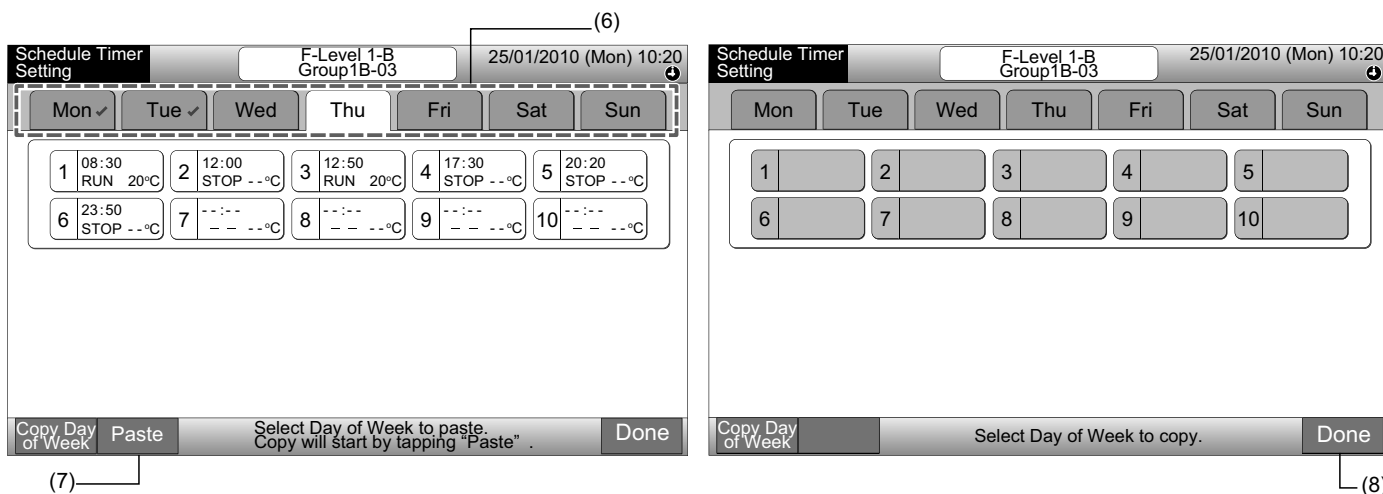 (6)
Schedule Timer
Setting
F-Level 1-B
Group1B-03
25/01/2010 (Mon) 10:20
Mon ✓ Tue ✓ Wed Thu Fri Sat Sun
1 08:30 RUN 20°C
2 12:00 STOP --°C
3 12:50 RUN 20°C
4 17:30 STOP --°C
5 20:20 STOP --°C
6 23:50 STOP --°C
7 --:-- -- --°C
8 --:-- -- --°C
9 --:-- -- --°C
10 --:-- -- --°C
Copy Day
of Week
Paste
Select Day of Week to paste.
Copy will start by tapping “Paste” .
Done
(7)
Schedule Timer
Setting
F-Level 1-B
Group1B-03
25/01/2010 (Mon) 10:20
Mon Tue Wed Thu Fri Sat Sun
1 2 3 4 5
6 7 8 9 10
Copy Day
of Week
Select Day of Week to copy.
Done
(8)